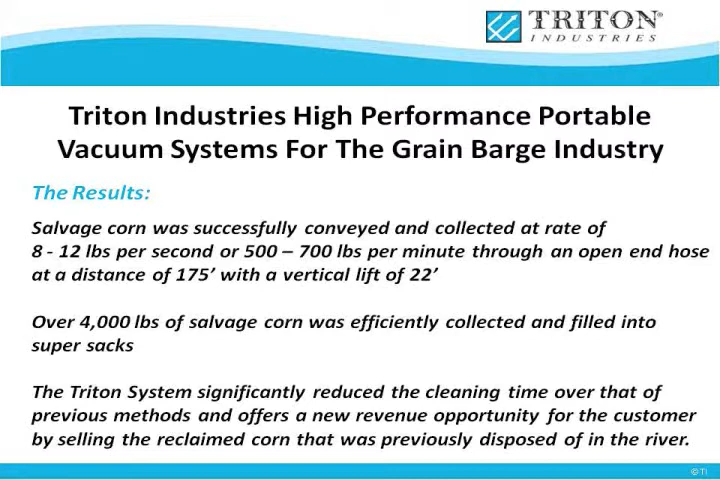 TRITON®
INDUSTRIES
Triton Industries High Performance Portable
Vacuum Systems For The Grain Barge Industry
The Results:
Salvage corn was successfully conveyed and collected at rate of
8 - 12 lbs per second or 500 – 700 lbs per minute through an open end hose
at a distance of 175’ with a vertical lift of 22’
Over 4,000 lbs of salvage corn was efficiently collected and filled into
super sacks
The Triton System significantly reduced the cleaning time over that of
previous methods and offers a new revenue opportunity for the customer
by selling the reclaimed corn that was previously disposed of in the river.
© TI